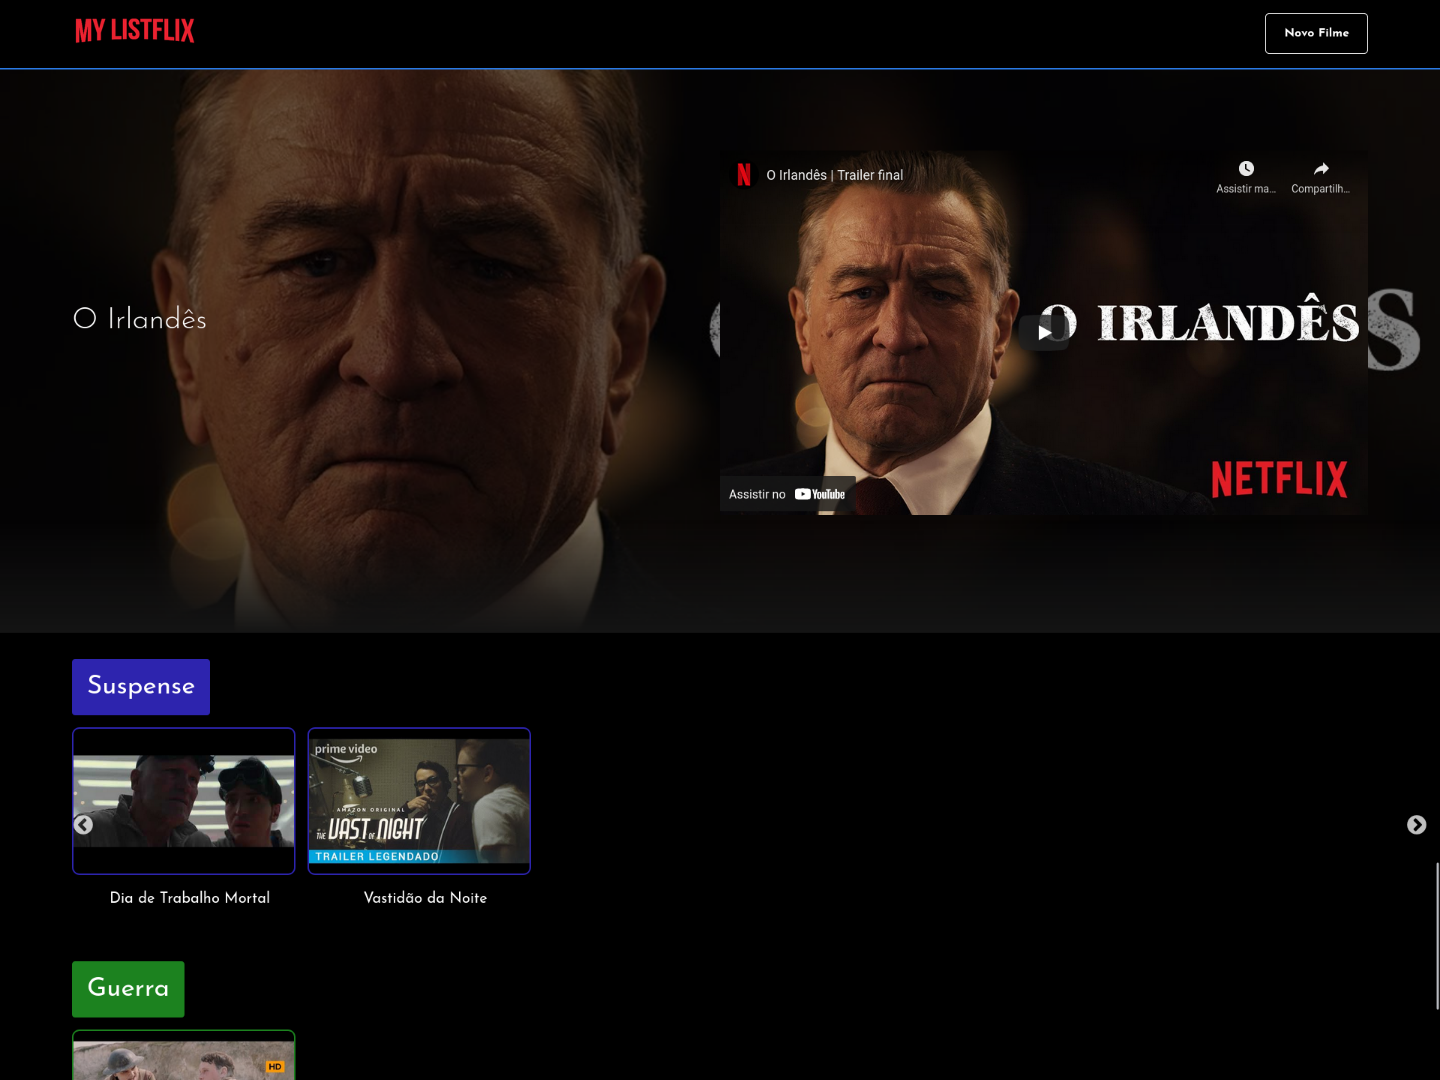 MY LISTFLIX
Novo Filme
O Irlandês | Trailer final
Assistir ma...
Compartilh...
O Irlandês
O IRLANDÊS
S
NETFLIX
Assistir no YouTube
Suspense
prime video
AMAZON ORIGINAL
THE VAST OF NIGHT
TRAILER LEGENDADO
Dia de Trabalho Mortal
Vastidão da Noite
Guerra
HD